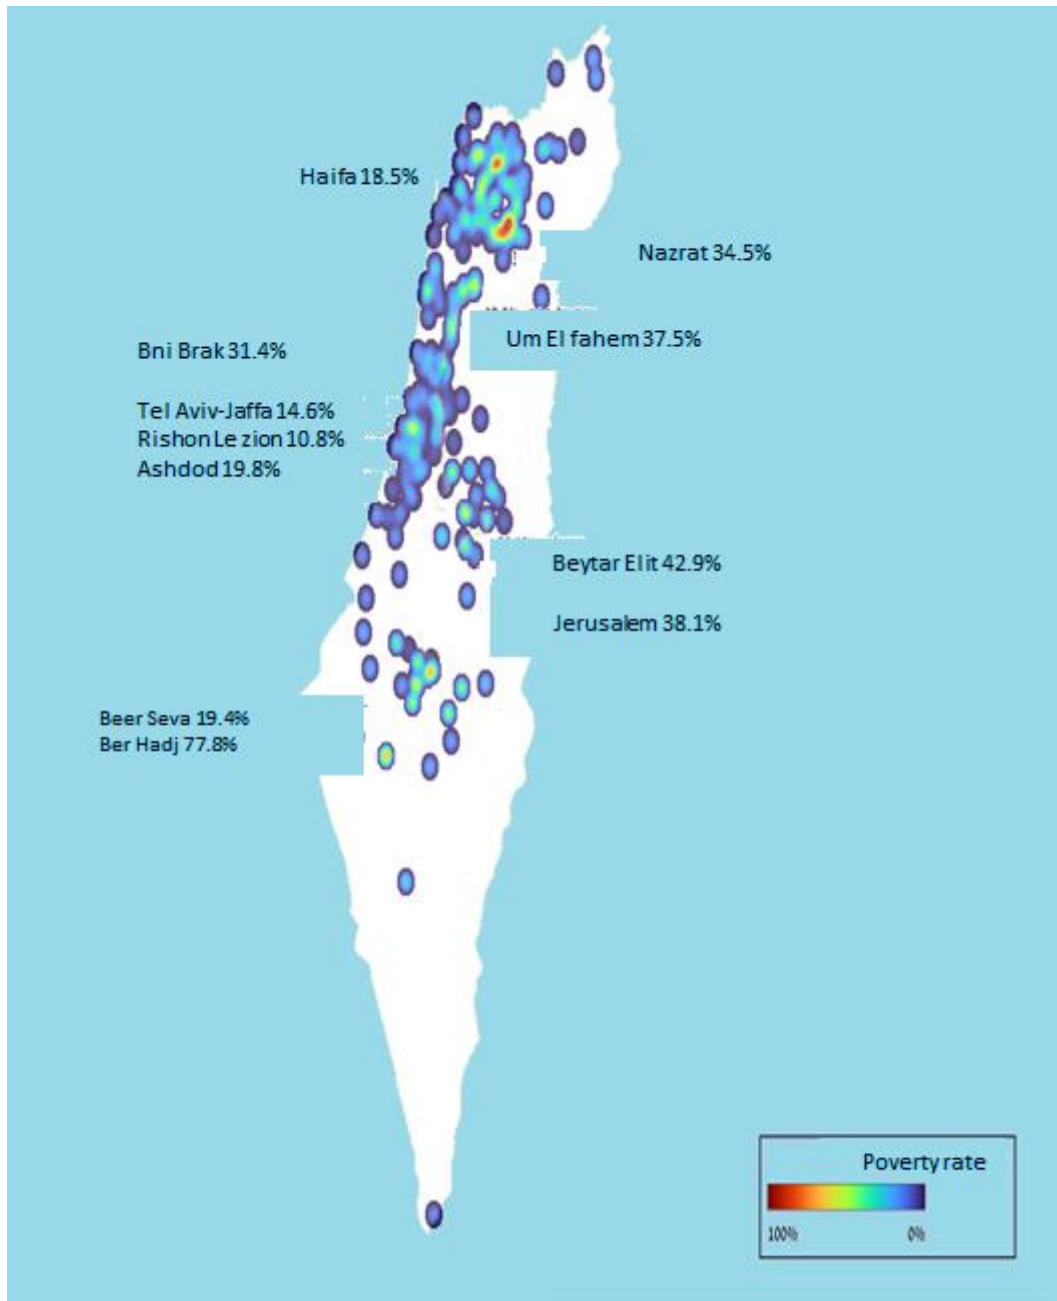 Haifa 18.5%
Nazrat 34.5%
Um El fahem 37.5%
Bni Brak 31.4%
Tel Aviv-Jaffa 14.6%
Rishon Le zion 10.8%
Ashdod 19.8%
Beytar Elit 42.9%
Jerusalem 38.1%
Beer Seva 19.4%
Ber Hadj 77.8%
Poverty rate
100% 0%